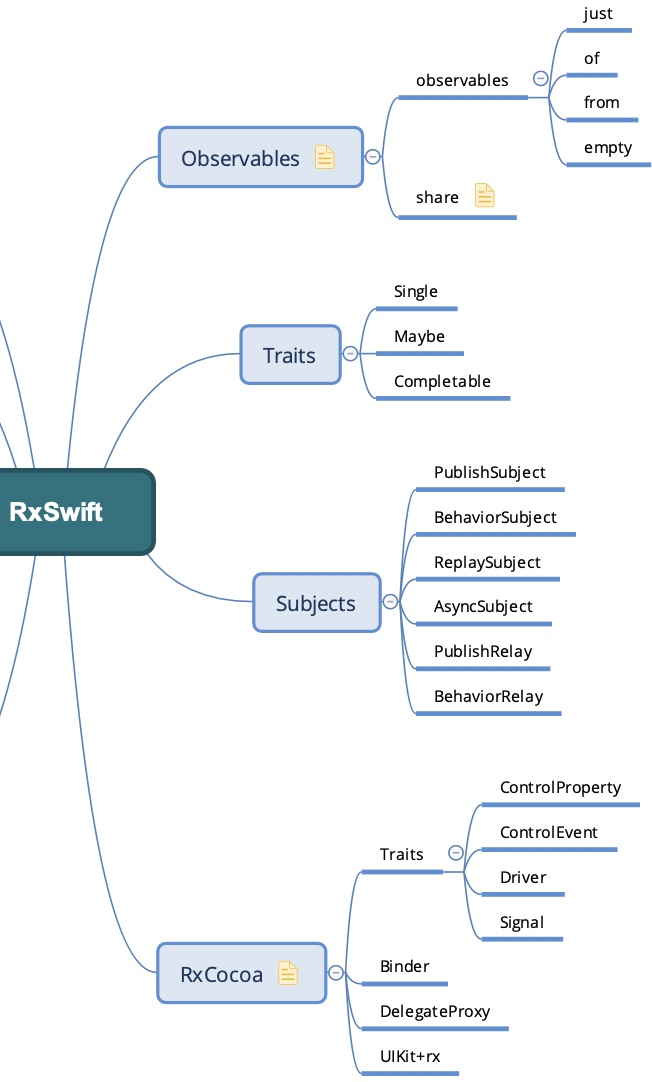 just
of
observables
from
empty
Observables
share
Single
Traits
Maybe
Completable
RxSwift
PublishSubject
BehaviorSubject
ReplaySubject
Subjects
AsyncSubject
PublishRelay
BehaviorRelay
ControlProperty
ControlEvent
Traits
Driver
Signal
RxCocoa
Binder
DelegateProxy
UIKit+rx